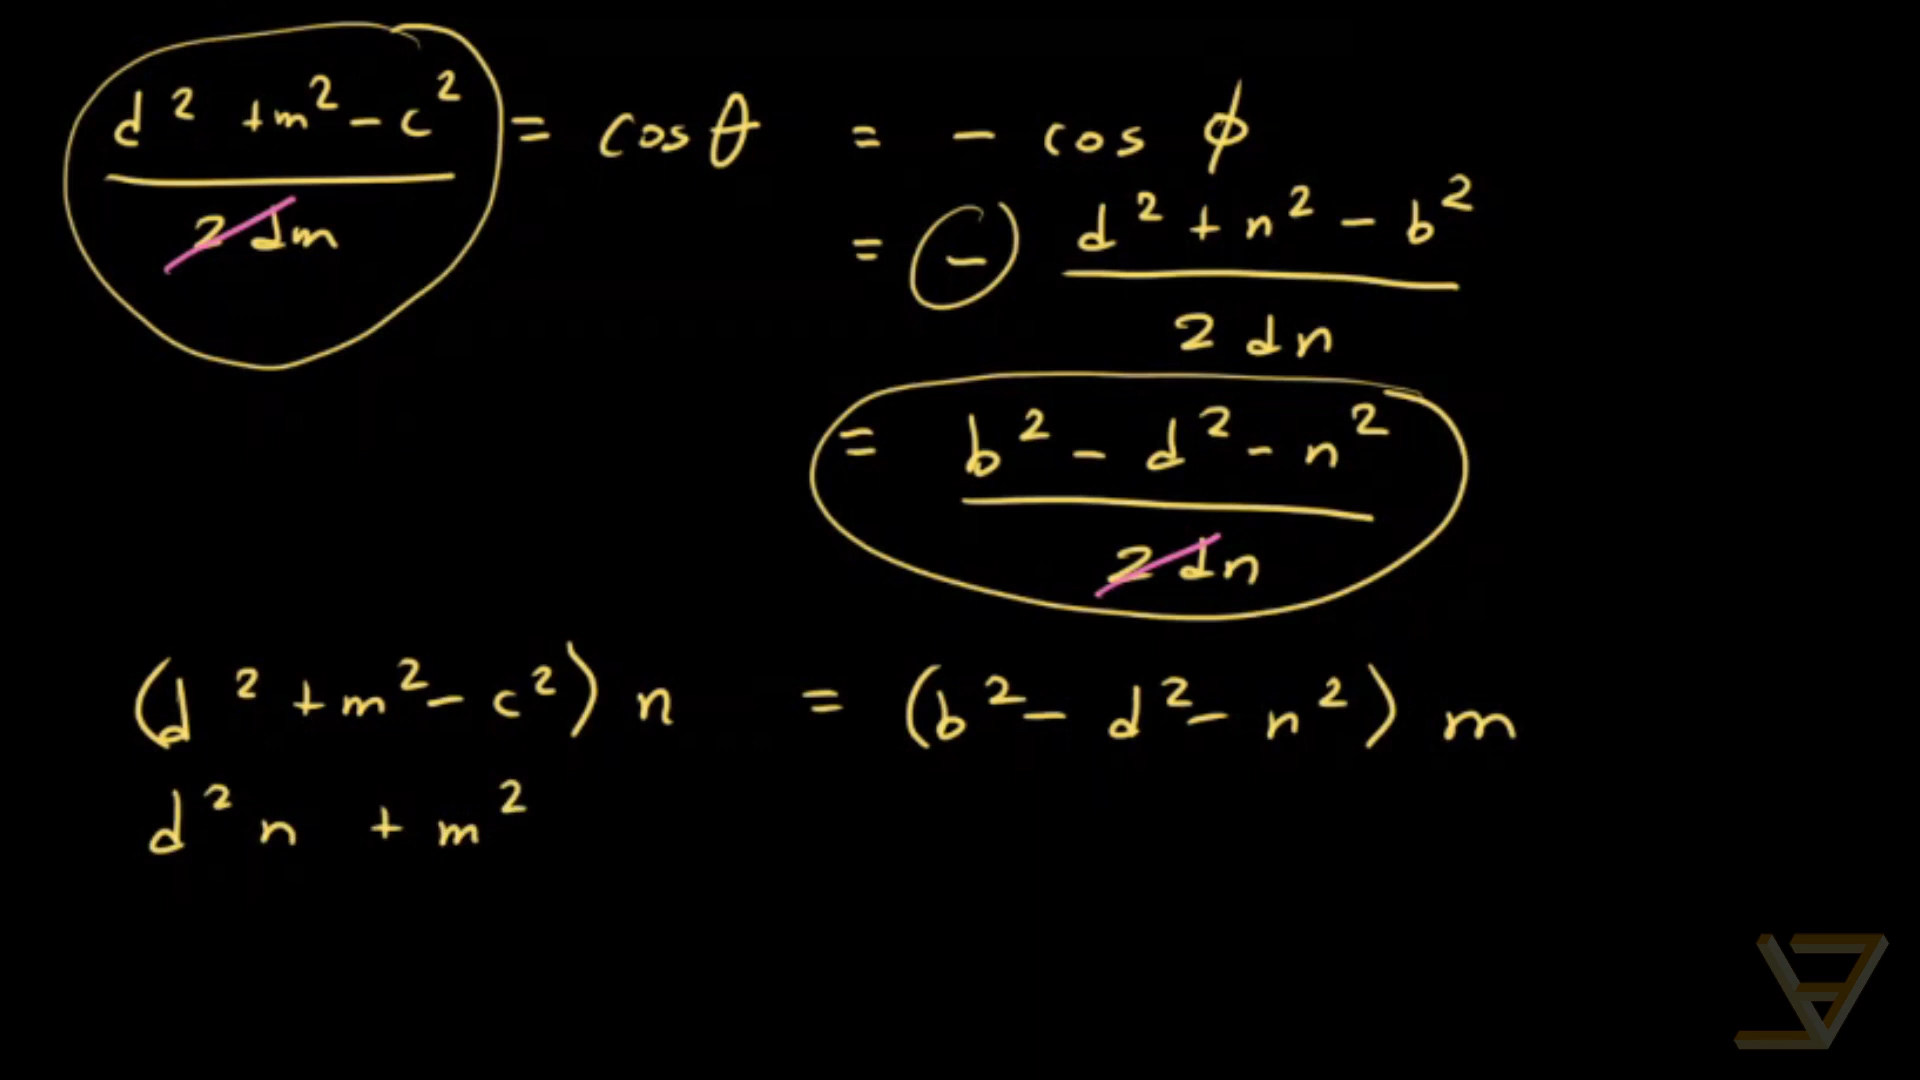 d² + m² - c² / 2dm = cos θ = - cos ϕ
= - d² + n² - b² / 2dn
= b² - d² - n² / 2dn
(d² + m² - c²) n = (b² - d² - n²) m
d² n + m²